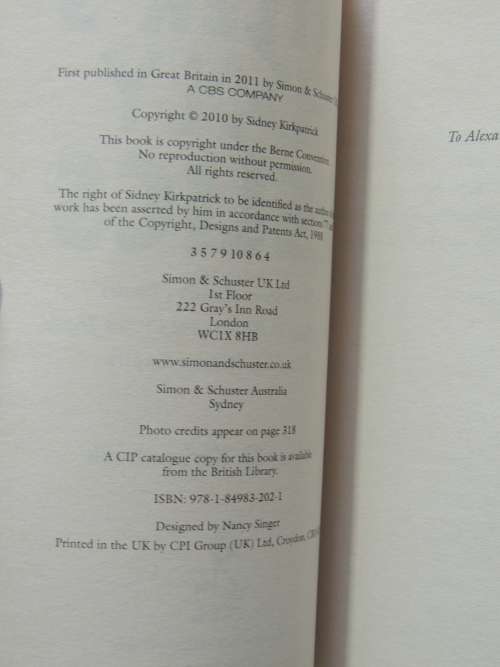 First published in Great Britain in 2011 by Simon & Schuster
A CBS COMPANY
Copyright © 2010 by Sidney Kirkpatrick
This book is copyright under the Berne Convention.
No reproduction without permission.
All rights reserved.
The right of Sidney Kirkpatrick to be identified as the author
work has been asserted by him in accordance with section 77
of the Copyright, Designs and Patents Act, 1988
3 5 7 9 10 8 6 4
Simon & Schuster UK Ltd
1st Floor
222 Gray's Inn Road
London
WC1X 8HB
www.simonandschuster.co.uk
Simon & Schuster Australia
Sydney
Photo credits appear on page 318
A CIP catalogue copy for this book is available
from the British Library.
ISBN: 978-1-84983-202-1
Designed by Nancy Singer
Printed in the UK by CPI Group (UK) Ltd, Croydon,
To Alexa